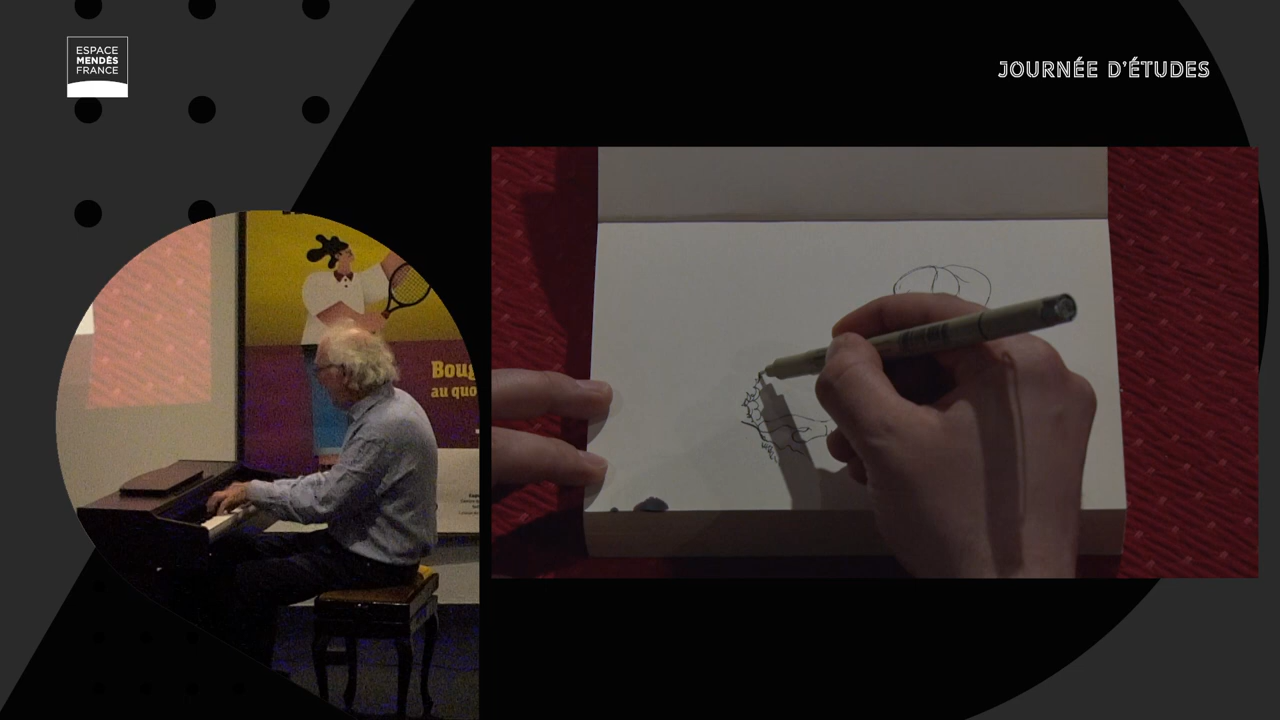 ESPACE
MENDÈS
FRANCE
JOURNÉE D'ÉTUDES
Boug
au quo